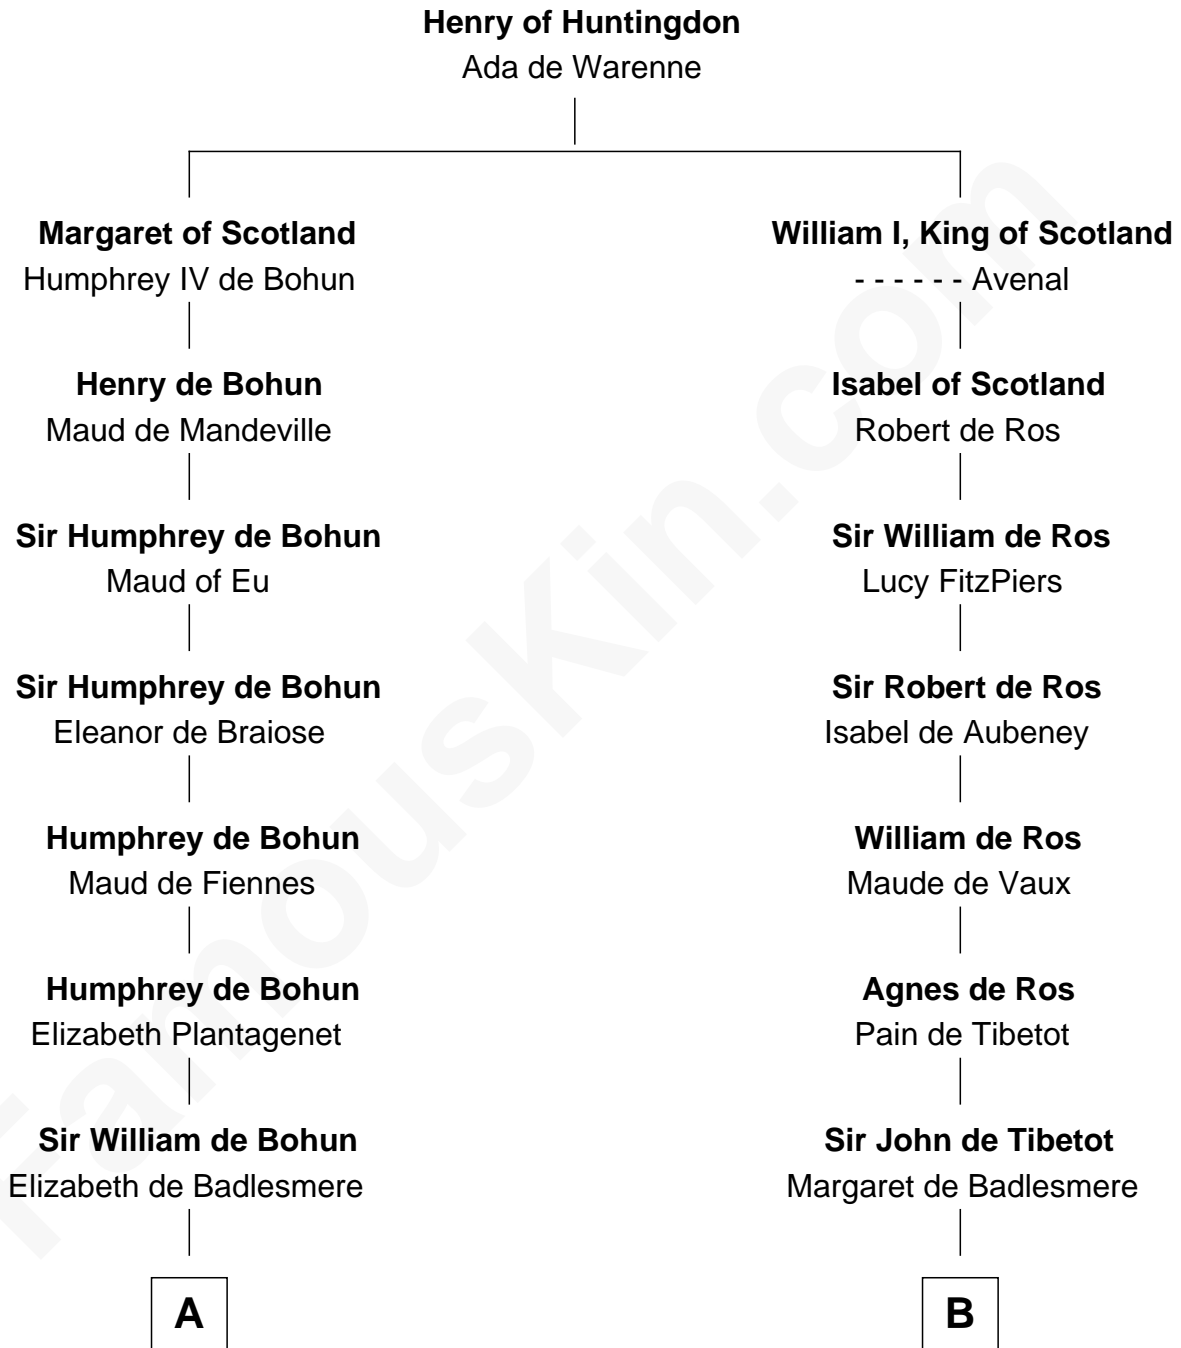 Henry of Huntingdon
Ada de Warenne
Margaret of Scotland
Humphrey IV de Bohun
Henry de Bohun
Maud de Mandeville
Sir Humphrey de Bohun
Maud of Eu
Sir Humphrey de Bohun
Eleanor de Braiose
Humphrey de Bohun
Maud de Fiennes
Humphrey de Bohun
Elizabeth Plantagenet
Sir William de Bohun
Elizabeth de Badlesmere
A
William I, King of Scotland
- - - - - - Avenal
Isabel of Scotland
Robert de Ros
Sir William de Ros
Lucy FitzPiers
Sir Robert de Ros
Isabel de Aubeney
William de Ros
Maude de Vaux
Agnes de Ros
Pain de Tibetot
Sir John de Tibetot
Margaret de Badlesmere
B
FamousKin.com